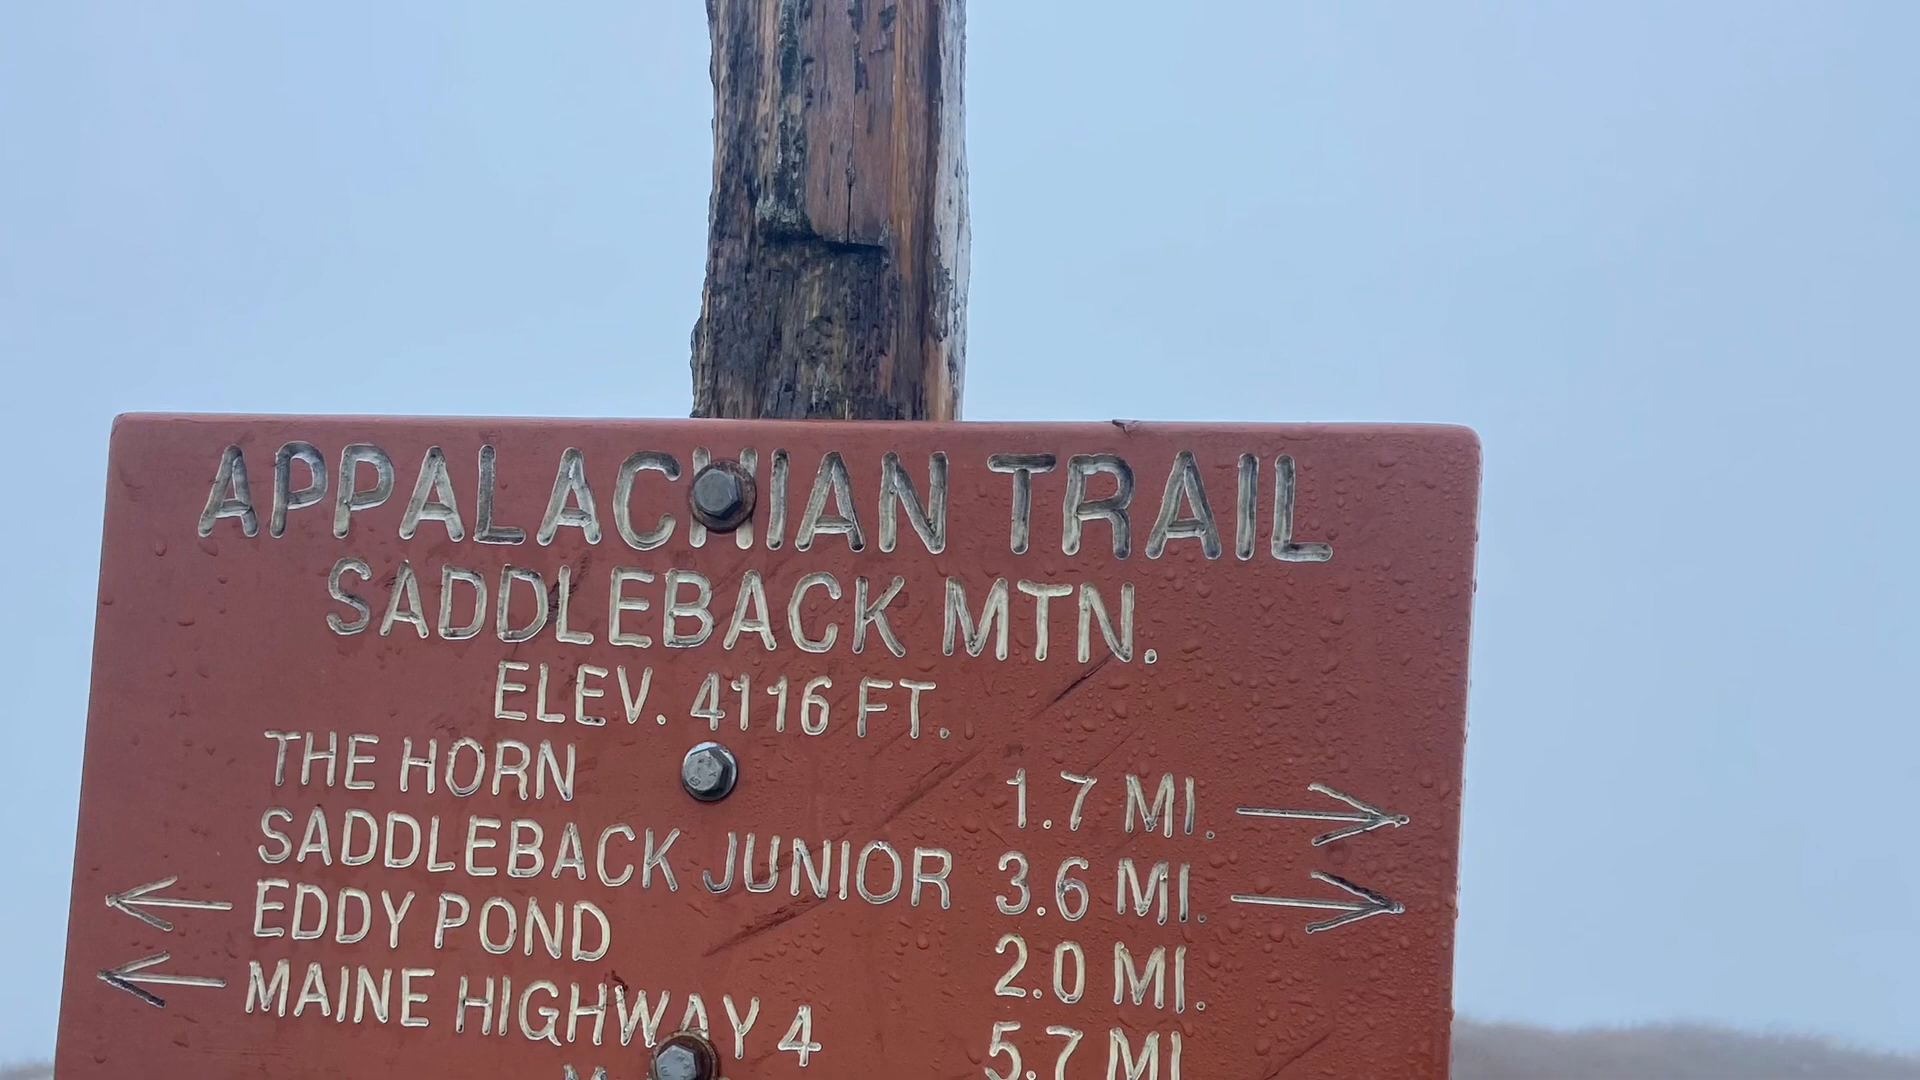 APPALACHIAN TRAIL
SADDLEBACK MTN.
ELEV. 4116 FT.
THE HORN 1.7 MI.
SADDLEBACK JUNIOR 3.6 MI.
EDDY POND 2.0 MI.
MAINE HIGHWAY 4 5.7 MI